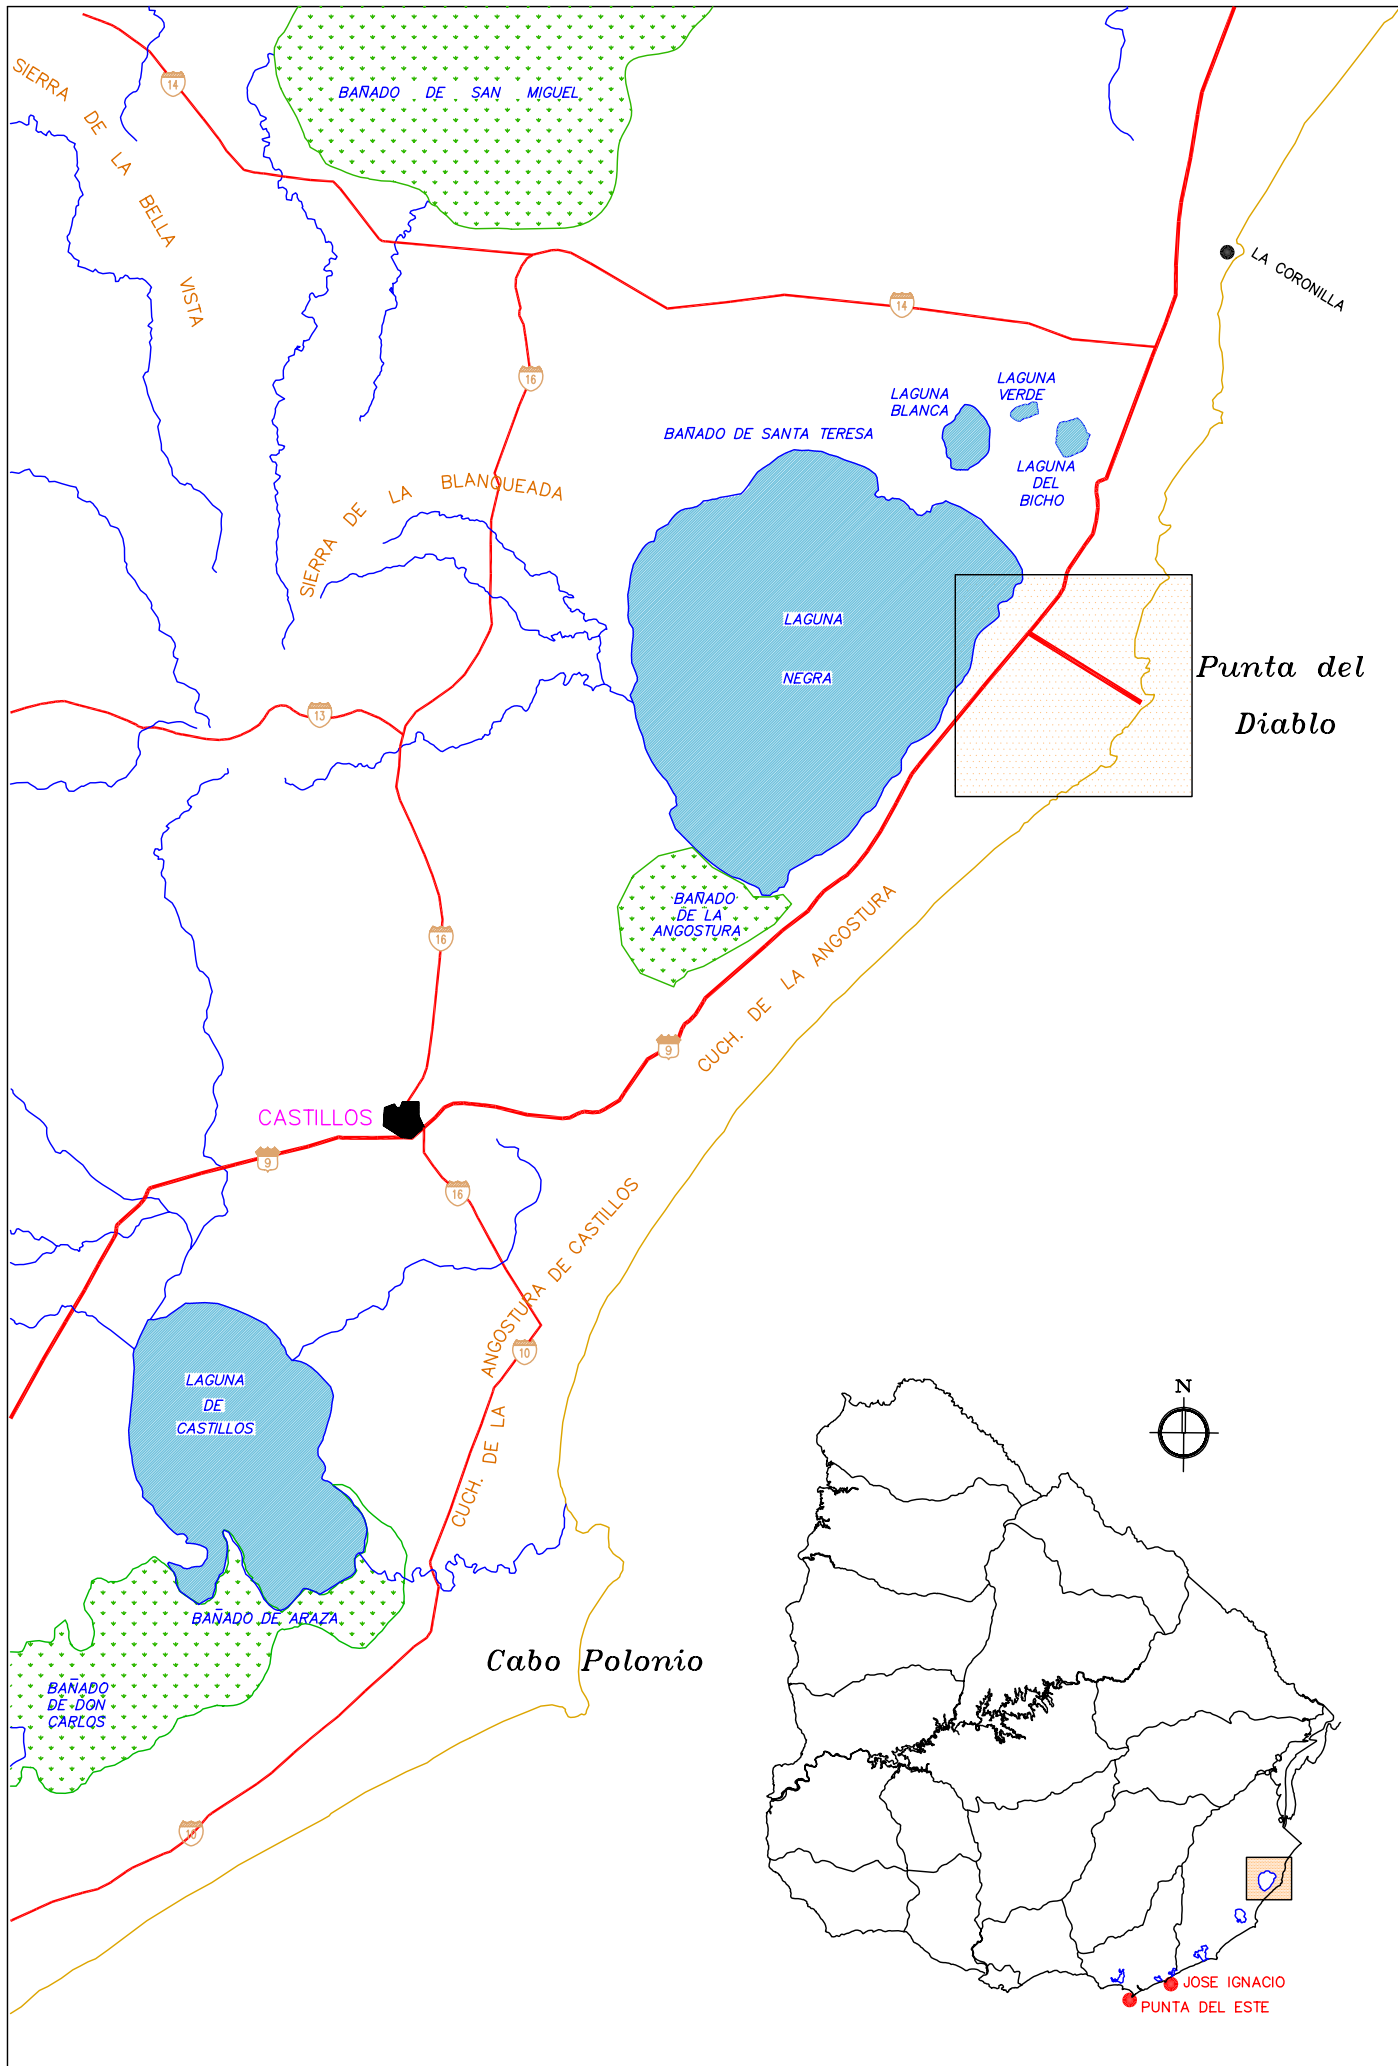 SIERRA DE LA BELLA VISTA
14
BAÑADO DE SAN MIGUEL
LA CORONILLA
14
16
LAGUNA
VERDE
LAGUNA
BLANCA
BAÑADO DE SANTA TERESA
LAGUNA
DEL
BICHO
SIERRA DE LA BLANQUEADA
LAGUNA
NEGRA
Punta del
Diablo
13
BAÑADO
DE LA
ANGOSTURA
16
CUCH. DE LA ANGOSTURA
9
CASTILLOS
9
16
CUCH. DE LA ANGOSTURA DE CASTILLOS
10
LAGUNA
DE
CASTILLOS
N
BAÑADO DE ARAZA
Cabo Polonio
BAÑADO
DE DON
CARLOS
10
JOSE IGNACIO
PUNTA DEL ESTE